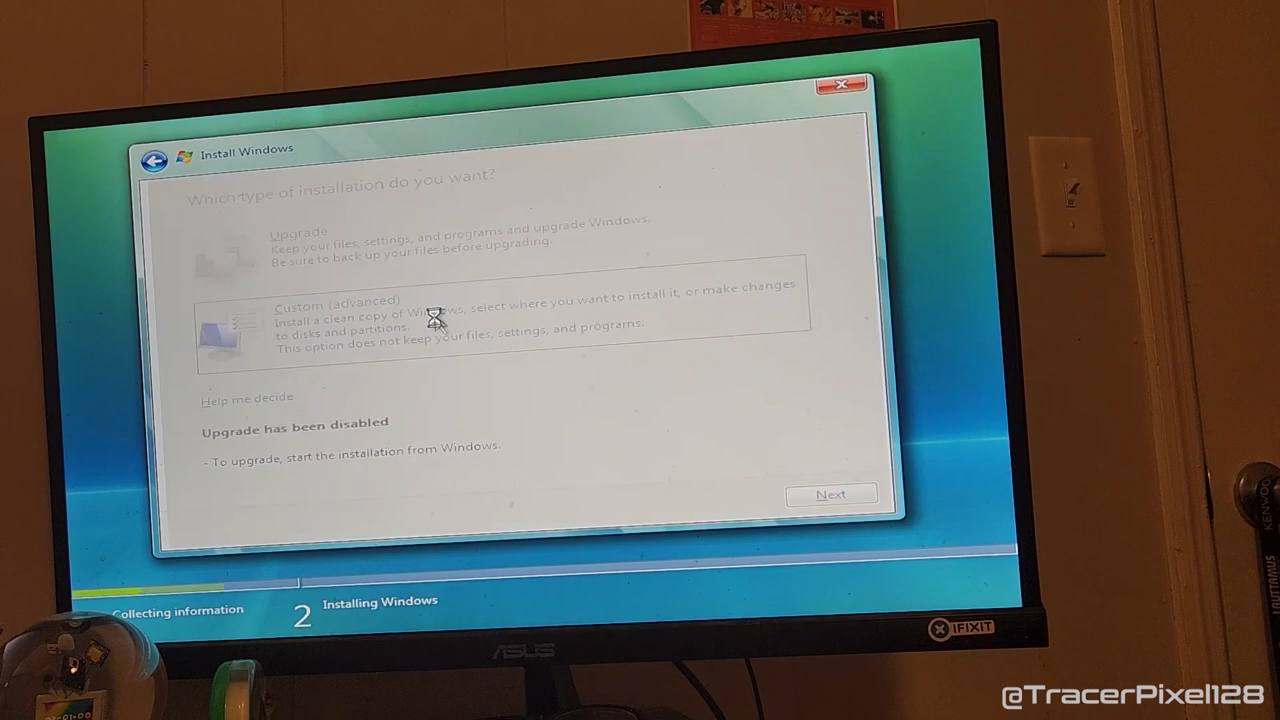 Install Windows
Which type of installation do you want?
Upgrade
Keep your files, settings, and programs and upgrade Windows.
Be sure to back up your files before upgrading.
Custom (advanced)
Install a clean copy of Windows, select where you want to install it, or make changes
to disks and partitions.
This option does not keep your files, settings, and programs.
Help me decide
Upgrade has been disabled
- To upgrade, start the installation from Windows.
Next
Collecting information
2 Installing Windows
ASUS
IFIXIT
KENWOO
@TracerPixel128